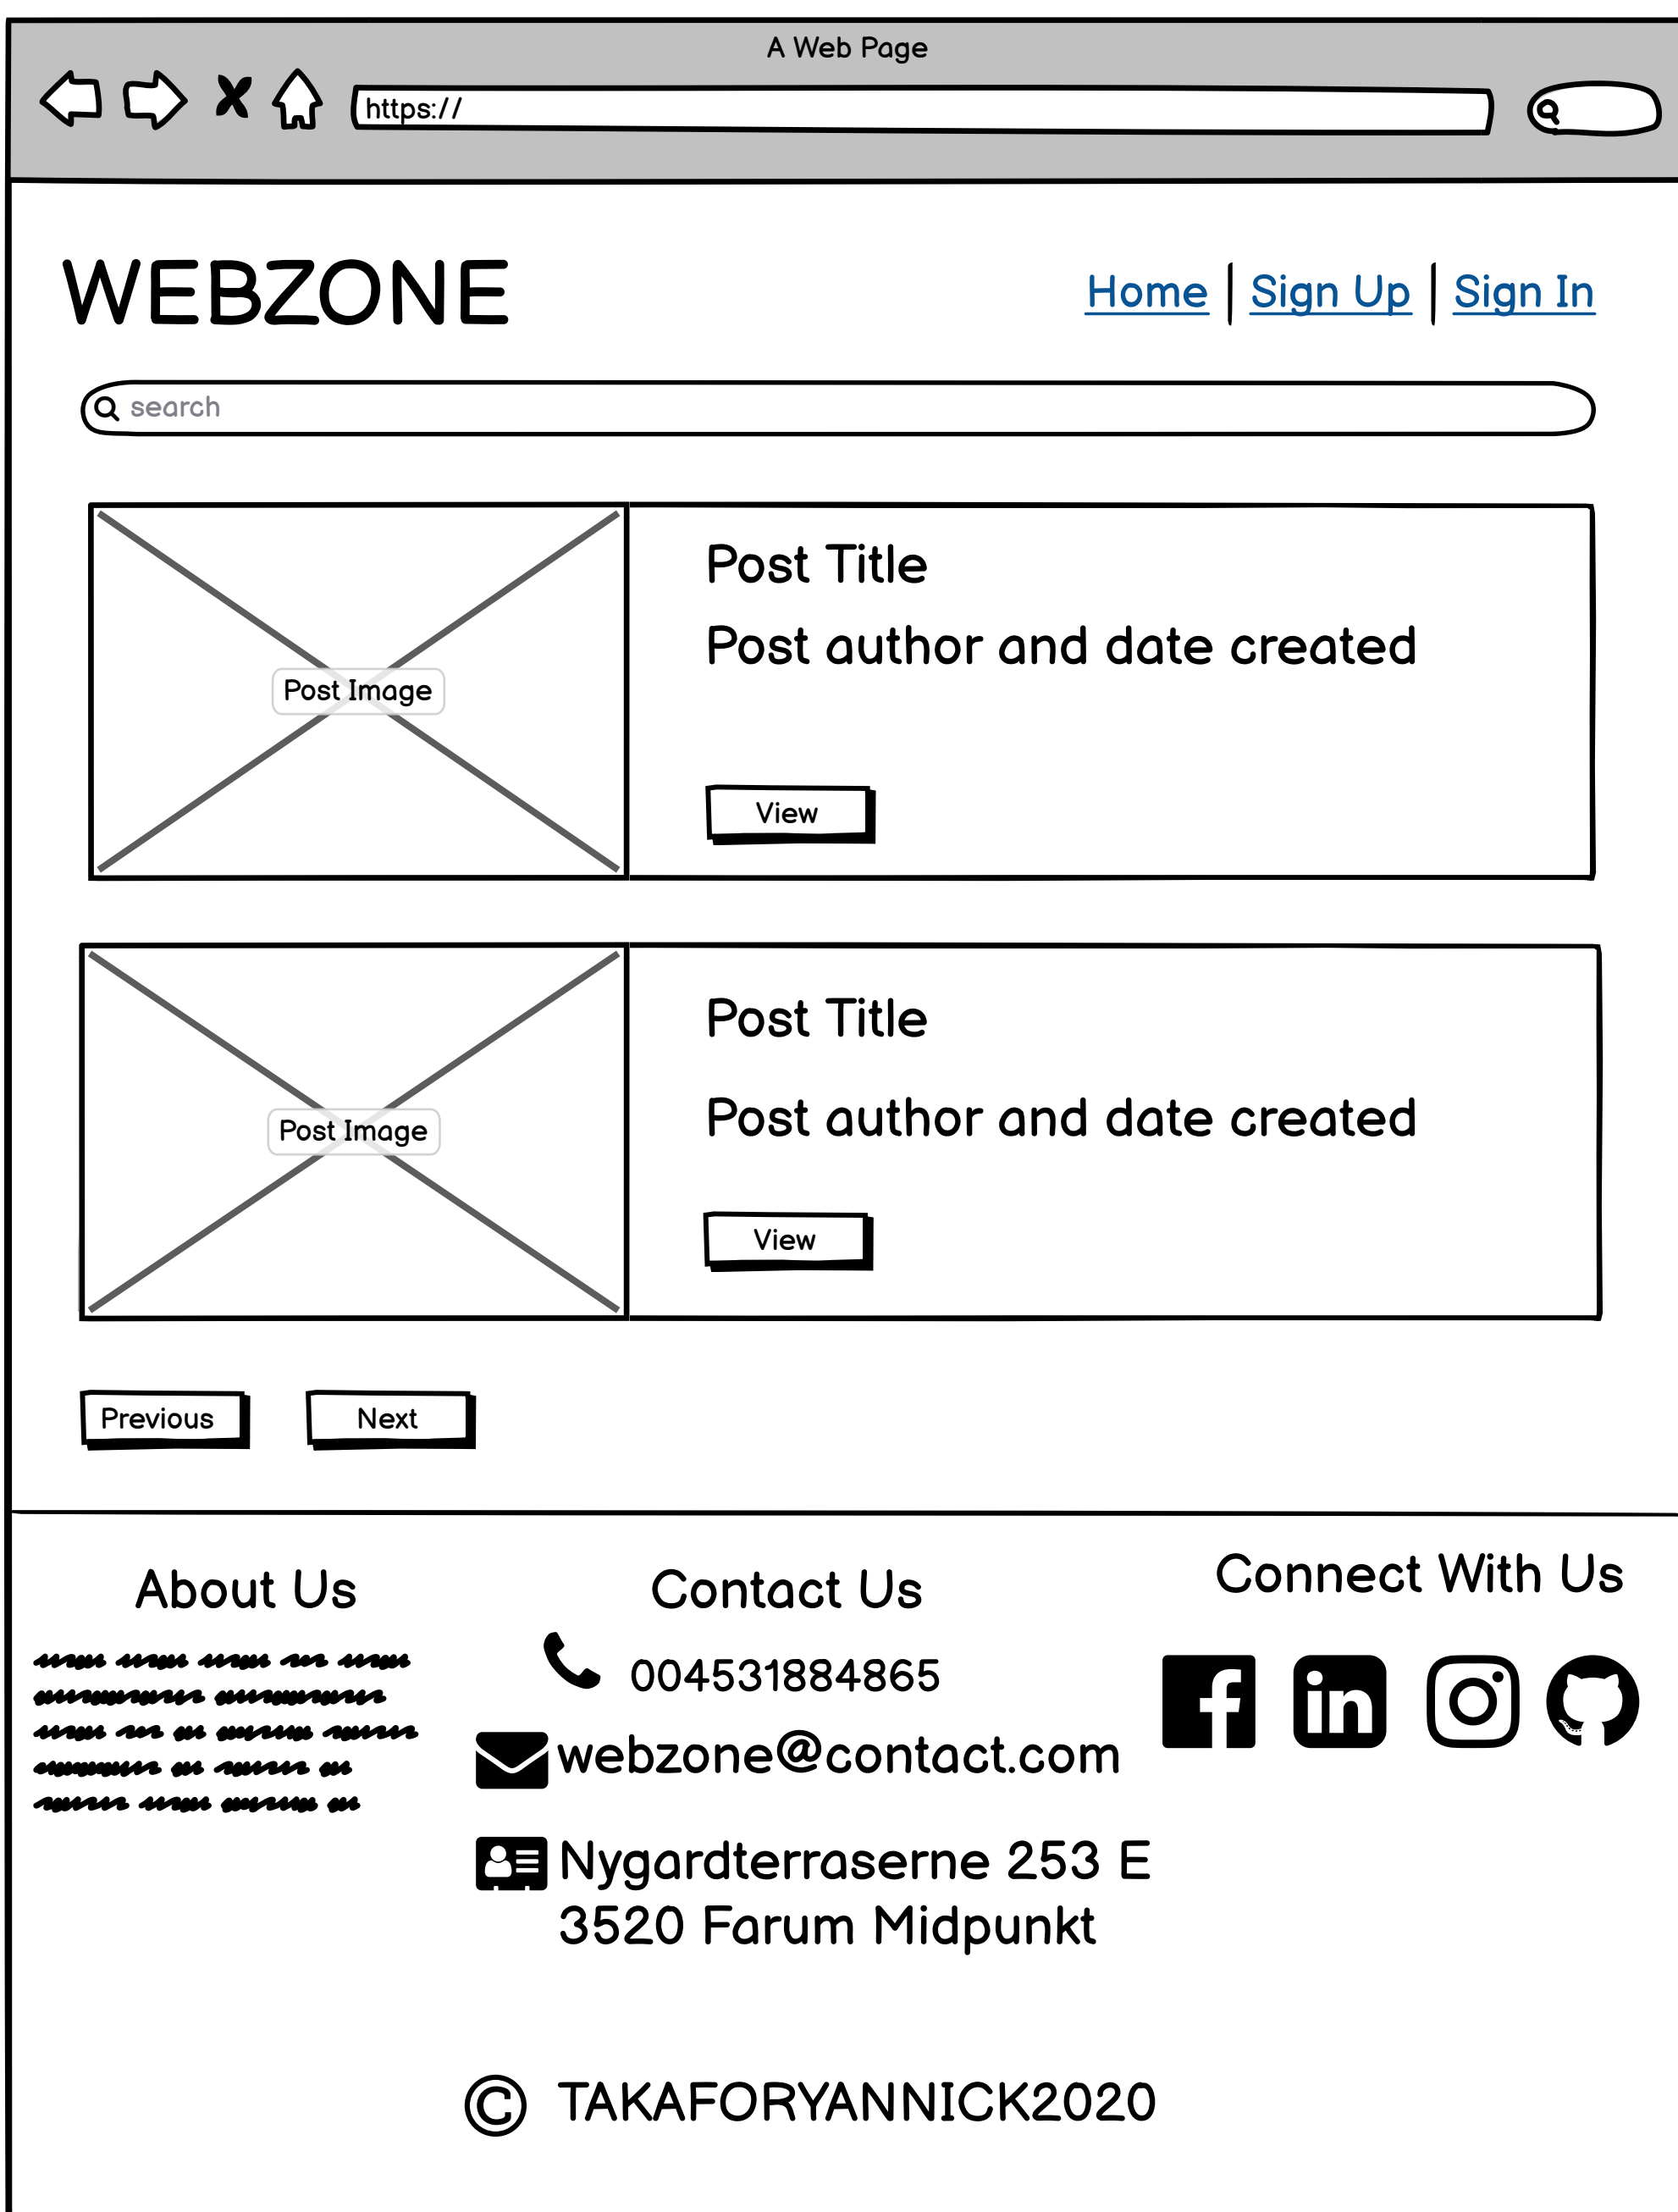 A Web Page
https://
WEBZONE
Home | Sign Up | Sign In
search
Post Image
Post Title
Post author and date created
View
Post Image
Post Title
Post author and date created
View
Previous
Next
About Us
Contact Us
004531884865
webzone@contact.com
Nygardterraserne 253 E
3520 Farum Midpunkt
Connect With Us
© TAKAFORYANNICK2020